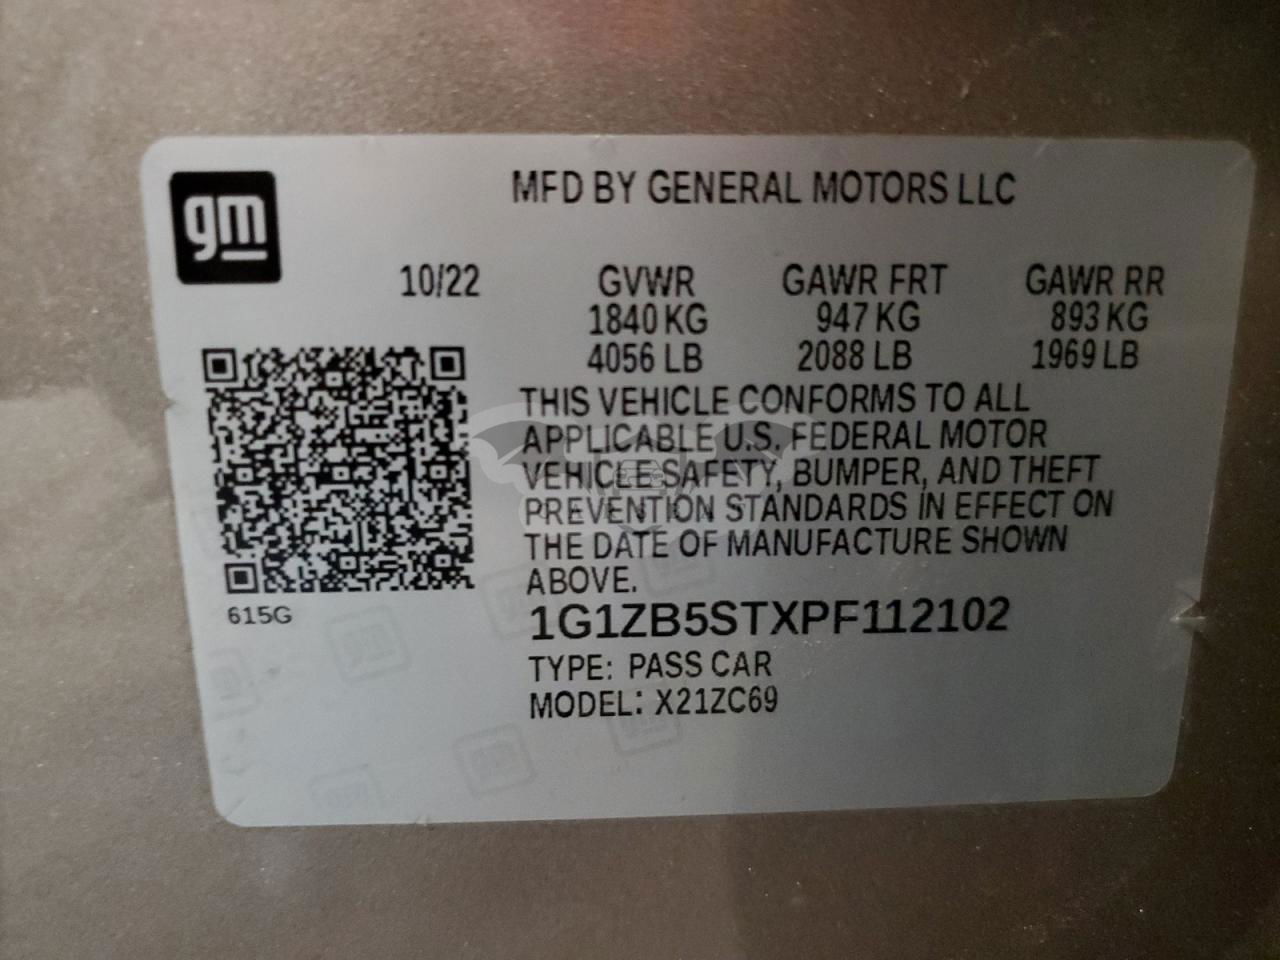 gm
MFD BY GENERAL MOTORS LLC
10/22 GVWR GAWR FRT GAWR RR
1840 KG 947 KG 893 KG
4056 LB 2088 LB 1969 LB
THIS VEHICLE CONFORMS TO ALL
APPLICABLE U.S. FEDERAL MOTOR
VEHICLE SAFETY, BUMPER, AND THEFT
PREVENTION STANDARDS IN EFFECT ON
THE DATE OF MANUFACTURE SHOWN
ABOVE.
615G
1G1ZB5STXPF112102
TYPE: PASS CAR
MODEL: X21ZC69